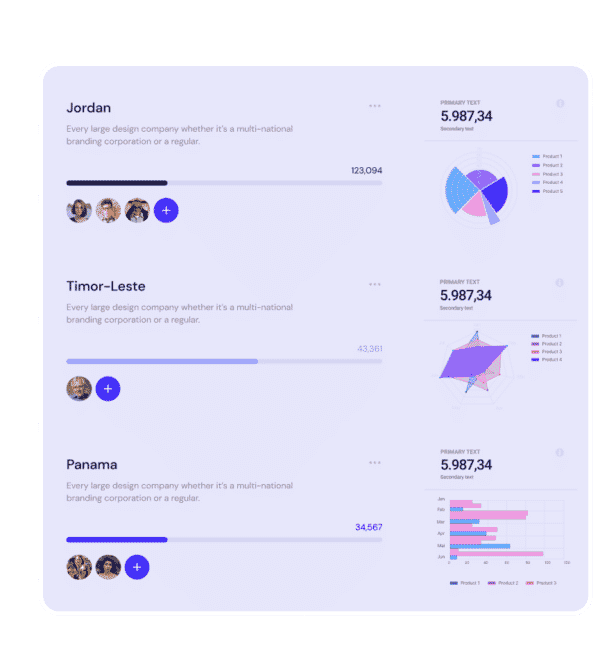 Jordan
Every large design company whether it's a multi-national
branding corporation or a regular.
123,094
PRIMARY TEXT
5.987,34
Secondary text
Product 1
Product 2
Product 3
Product 4
Product 5
Timor-Leste
Every large design company whether it's a multi-national
branding corporation or a regular.
43,361
PRIMARY TEXT
5.987,34
Secondary text
Product 1
Product 2
Product 3
Product 4
Panama
Every large design company whether it's a multi-national
branding corporation or a regular.
34,567
PRIMARY TEXT
5.987,34
Secondary text
Jan
Feb
Mar
Apr
Mai
Jun
0 20 40 60 80 100
Product 1 Product 2 Product 3